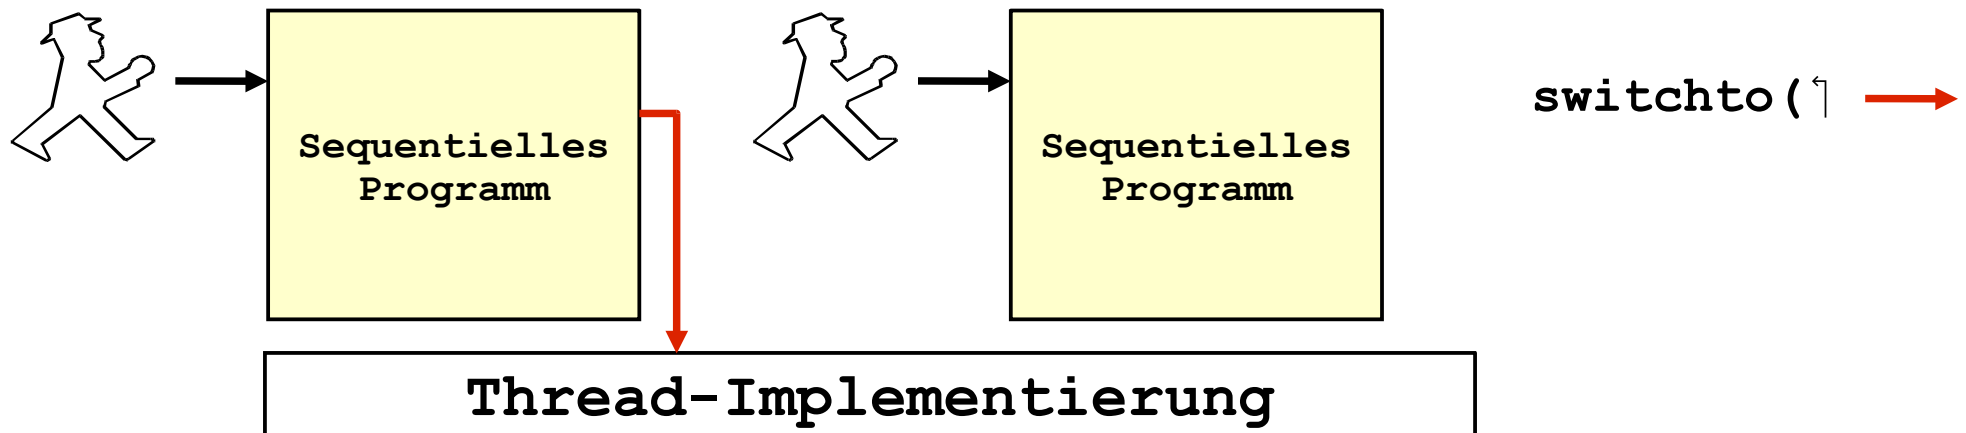 Sequentielles
Programm
Sequentielles
Programm
switchto(↰
Thread-Implementierung